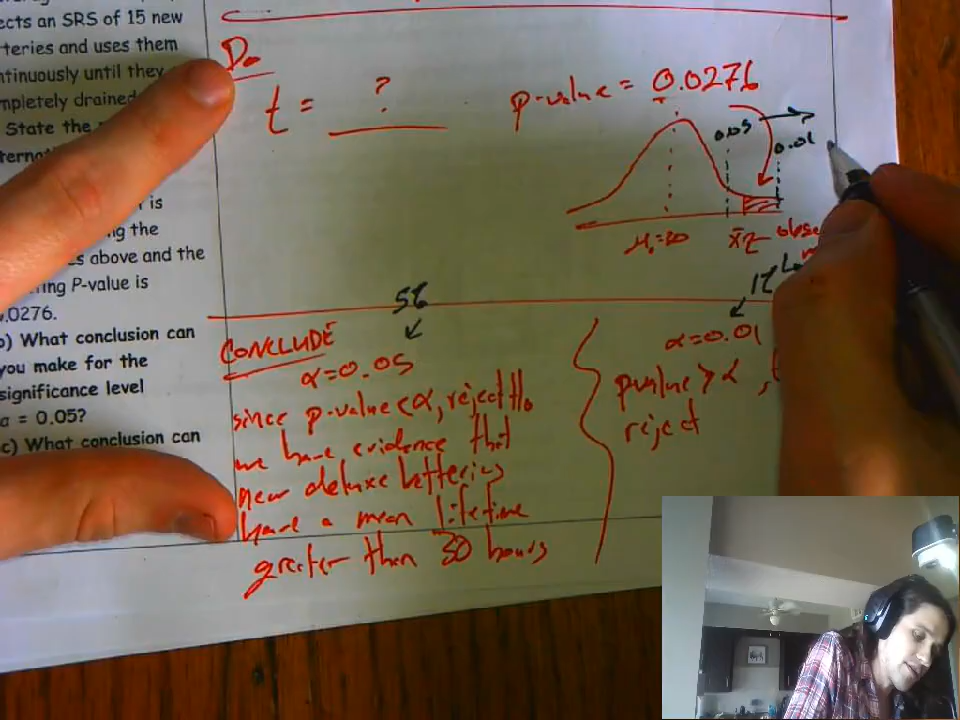 ects an SRS of 15 new
teries and uses them
ntinuously until they
mpletely drained
State the
is
ng the
s above and the
ing P-value is
.0276.
) What conclusion can
you make for the
significance level
a = 0.05?
c) What conclusion can
Do
t = ?
p-value = 0.0276
0.05
0.01
μ₀=30
x̄
obse
5%
CONCLUDE
α=0.05
since p-value<α, reject H₀
we have evidence that
new deluxe batteries
have a mean lifetime
greater than 30 hours
1%
α=0.01
pvalue > α ,
reject